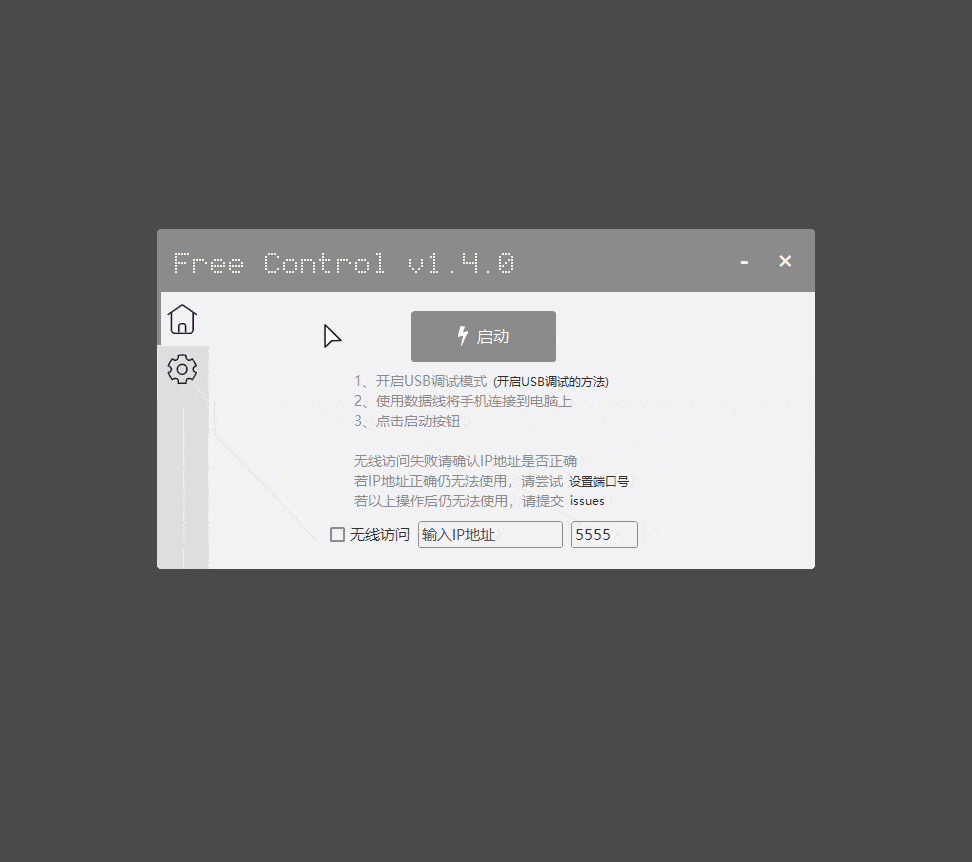 Free Control v1.4.0
启动
1、开启USB调试模式 (开启USB调试的方法)
2、使用数据线将手机连接到电脑上
3、点击启动按钮
无线访问失败请确认IP地址是否正确
若IP地址正确仍无法使用，请尝试 设置端口号
若以上操作后仍无法使用，请提交 issues
无线访问 输入IP地址 5555